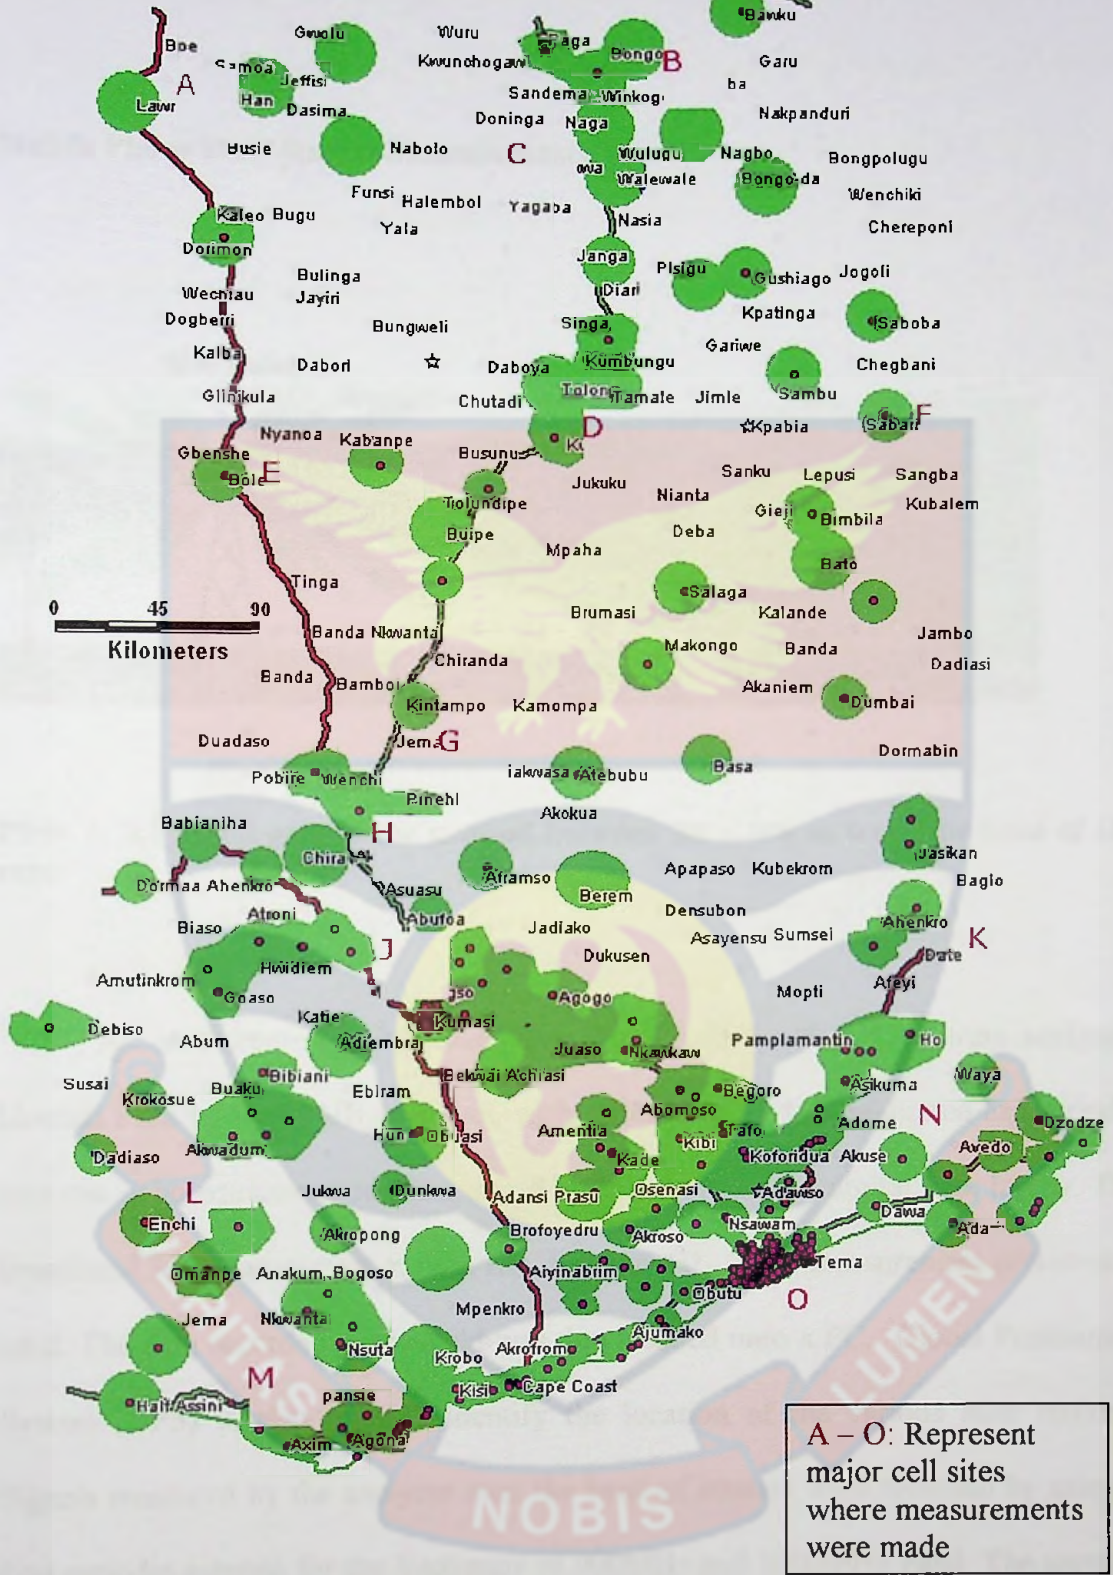 Bawku
Gwolu
Wuru
Paga
Boe
Bongo
B
Garu
Kwunchogaw
Samoa
Jeffisi
A
ba
Han
Sandema
Winkog
Lawr
Dasima
Doninga
Naga
Nakpanduri
Busie
Nabolo
C
Wulugu
Nagbo
Bongpolugu
wa
Walewale
Bongo-da
Funsi
Halembol
Yagaba
Wenchiki
Kaleo
Bugu
Yala
Nasia
Chereponi
Dorimon
Janga
Pisigu
Gushiago
Jogoli
Bulinga
Wechiau
Jayiri
Diari
Dogberri
Bungweli
Singa
Kpatinga
Saboba
Kalba
Dabori
Daboya
Kumbungu
Gariwe
Chegbani
Glinikula
Chutadi
Tolon
Tamale
Jimle
Sambu
Nyanoa
Kabanpe
D
Kpabia
F
Gbenshe
Busunu
Bole
E
Jukuku
Sanku
Lepusi
Sangba
Tolundipe
Nianta
Gieji
Bimbila
Kubalem
Buipe
Mpaha
Deba
Bato
Tinga
Brumasi
Salaga
Kalande
0 45 90
Kilometers
Banda Nkwanta
Jambo
Chiranda
Makongo
Banda
Dadiasi
Banda
Bamboi
Akaniem
Kintampo
Kamompa
Dumbai
Duadaso
Jema
G
Dormabin
Pobire
Wenchi
iakwasa
Atebubu
Basa
Pinehi
Akokua
Babianiha
H
Chira
Jasikan
Dormaa Ahenkro
Asuasu
Aframso
Berem
Apapaso
Kubekrom
Bagio
Atroni
Abufoa
Densubon
Ahenkro
Biaso
J
Jadiako
Asayensu
Sumsei
K
Hwidiem
Dukusen
Date
Amutinkrom
Goaso
gso
Agogo
Mopti
Afeyi
Debiso
Katie
Kumasi
Abum
Adiembra
Juaso
Nkawkaw
Pamplamantin
Ho
Susai
Buaku
Bibiani
Bekwai
Achiasi
Waya
Krokosue
Ebiram
Begoro
Asikuma
Abomoso
N
Hun
Obuasi
Amentia
Tafo
Adome
Dzodze
Dadiaso
Akwadum
Kade
Kibi
Koforidua
Akuse
Avedo
L
Jukwa
Dunkwa
Adansi
Prasu
Osenasi
Adawso
Enchi
Akropong
Brofoyedru
Akroso
Nsawam
Dawa
Ada
Omanpe
Anakum
Bogoso
Aiyinabrim
Tema
Obutu
O
Jema
Nkwanta
Mpenkro
Nsuta
Krobo
Akrofrom
Ajumako
M
Half Assini
pansie
Kisi
Cape Coast
Axim
Agona
VERITAS
NOBIS
LUMEN
A – O: Represent
major cell sites
where measurements
were made